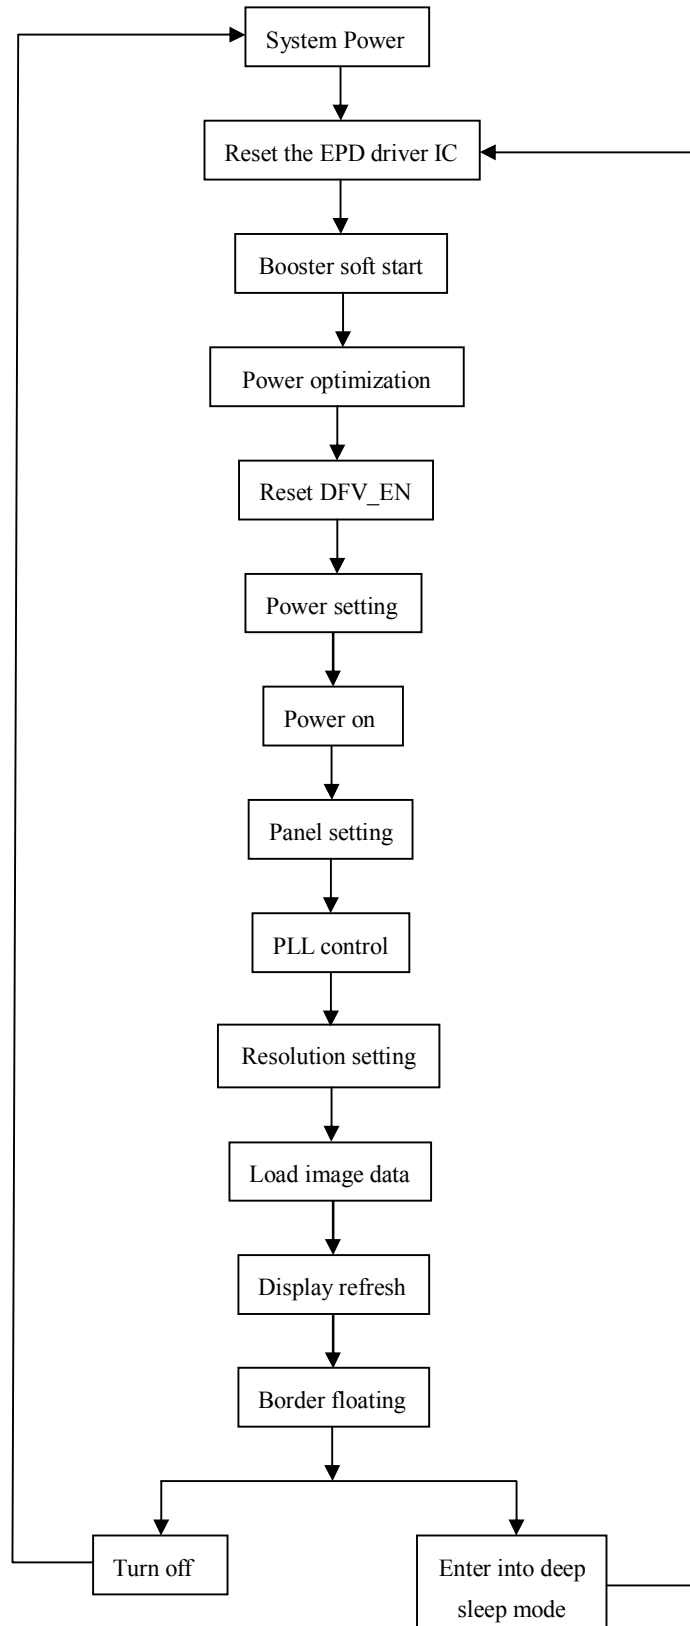 System Power
Reset the EPD driver IC
Booster soft start
Power optimization
Reset DFV_EN
Power setting
Power on
Panel setting
PLL control
Resolution setting
Load image data
Display refresh
Border floating
Turn off
Enter into deep
sleep mode